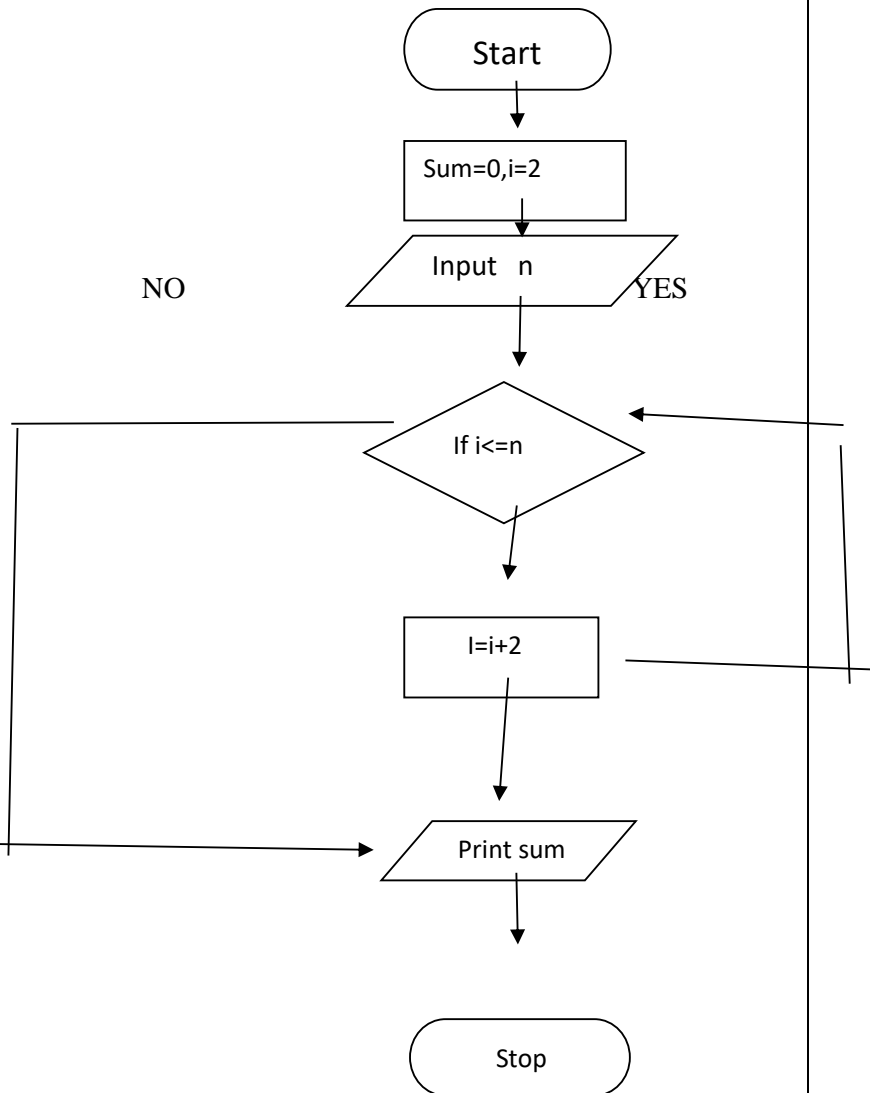 Start
Sum=0,i=2
Input n
NO
YES
If i<=n
I=i+2
Print sum
Stop